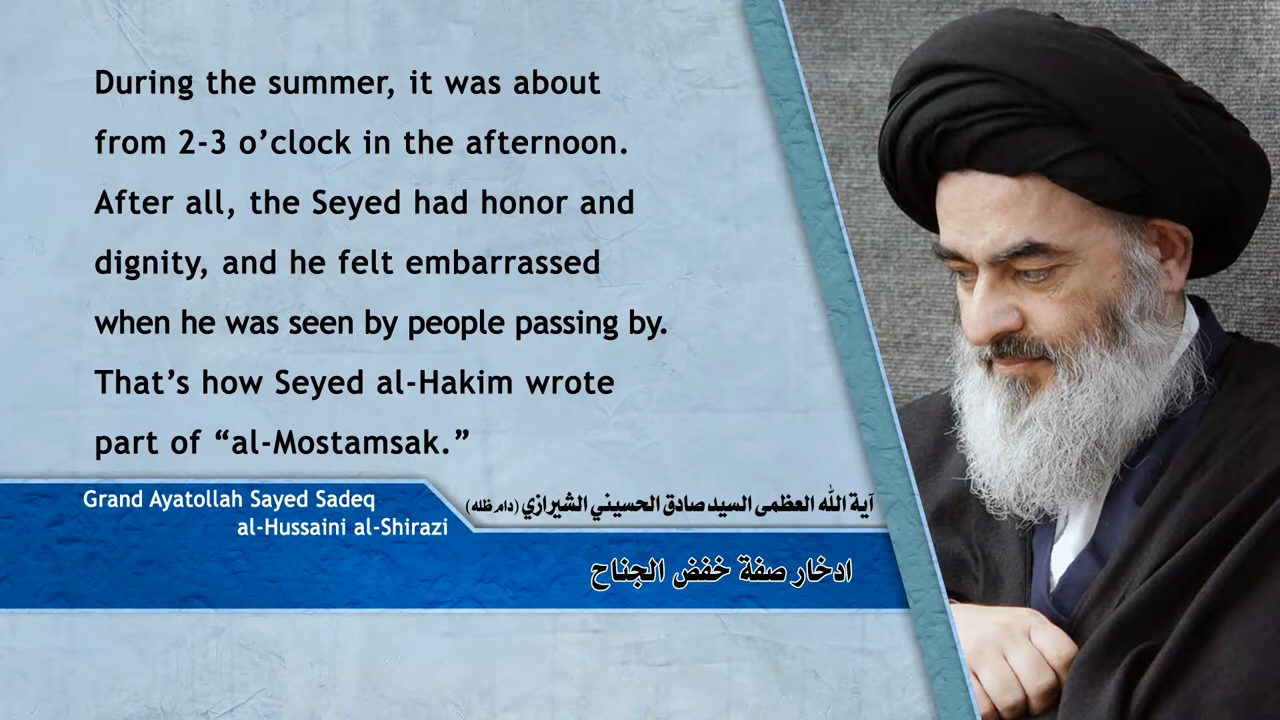 During the summer, it was about
from 2-3 o’clock in the afternoon.
After all, the Seyed had honor and
dignity, and he felt embarrassed
when he was seen by people passing by.
That’s how Seyed al-Hakim wrote
part of “al-Mostamsak.”
Grand Ayatollah Sayed Sadeq
al-Hussaini al-Shirazi
آية الله العظمى السيد صادق الحسيني الشيرازي (دام ظله)
ادخار صفة خفض الجناح